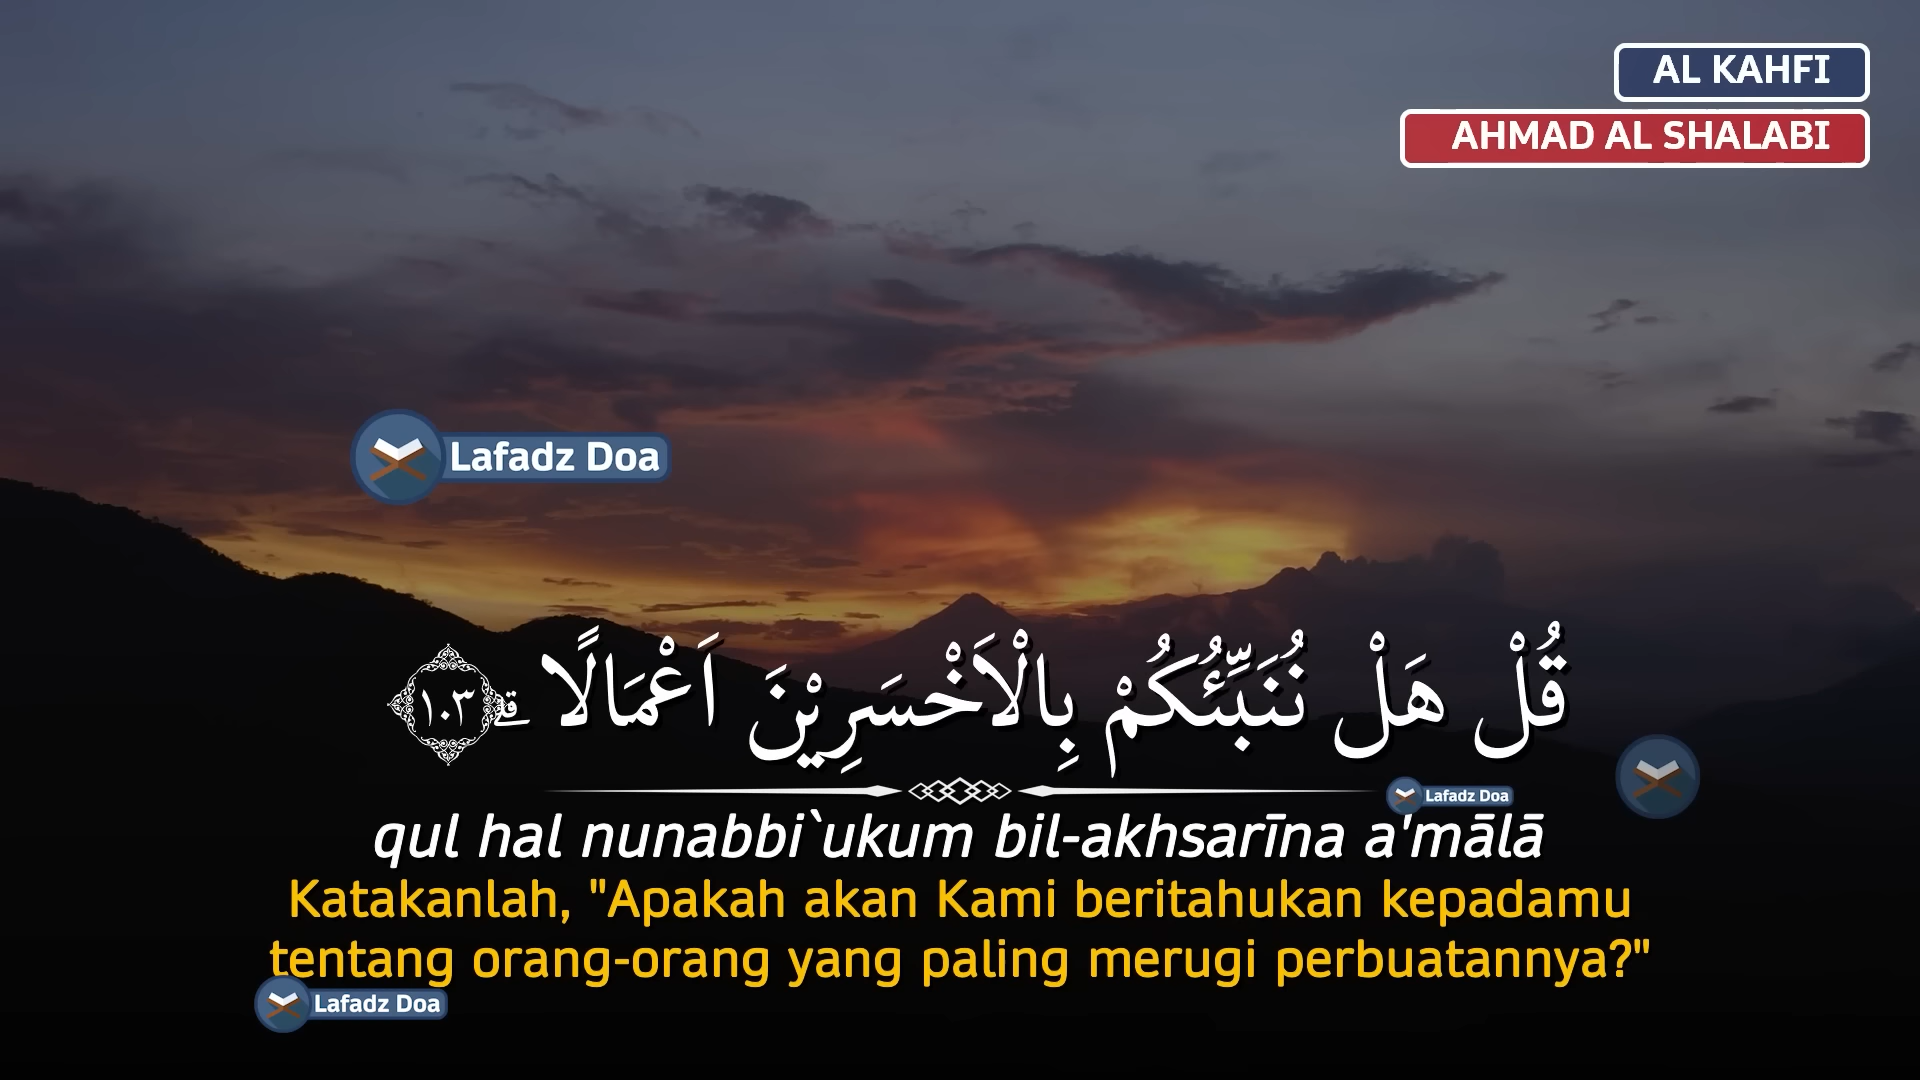 AL KAHFI
AHMAD AL SHALABI
Lafadz Doa
قُلْ هَلْ نُنَبِّئُكُمْ بِالْاَخْسَرِيْنَ اَعْمَالًا ۗ ١٠٣
Lafadz Doa
qul hal nunabbi`ukum bil-akhsarīna a'mālā
Katakanlah, "Apakah akan Kami beritahukan kepadamu
tentang orang-orang yang paling merugi perbuatannya?"
Lafadz Doa